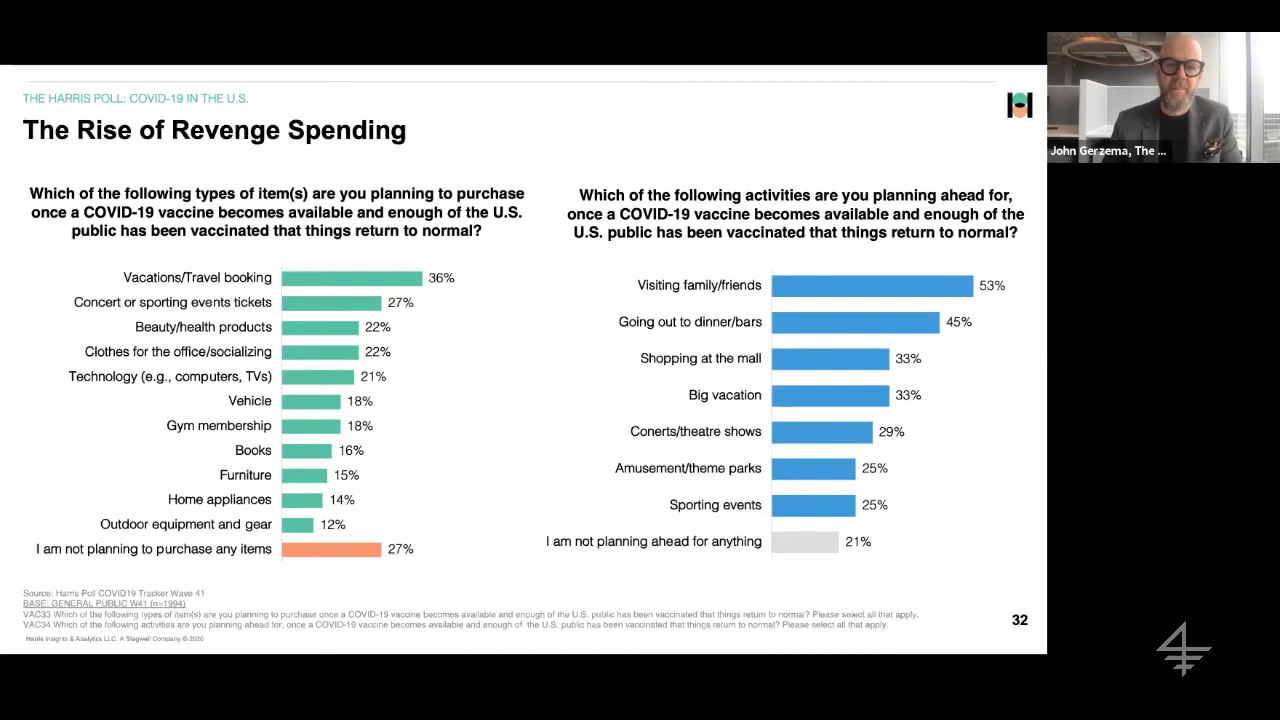 THE HARRIS POLL: COVID-19 IN THE U.S.
The Rise of Revenge Spending
John Gerzema, The ...
Which of the following types of item(s) are you planning to purchase
once a COVID-19 vaccine becomes available and enough of the U.S.
public has been vaccinated that things return to normal?
Vacations/Travel booking 36%
Concert or sporting events tickets 27%
Beauty/health products 22%
Clothes for the office/socializing 22%
Technology (e.g., computers, TVs) 21%
Vehicle 18%
Gym membership 18%
Books 16%
Furniture 15%
Home appliances 14%
Outdoor equipment and gear 12%
I am not planning to purchase any items 27%
Which of the following activities are you planning ahead for,
once a COVID-19 vaccine becomes available and enough of the
U.S. public has been vaccinated that things return to normal?
Visiting family/friends 53%
Going out to dinner/bars 45%
Shopping at the mall 33%
Big vacation 33%
Conerts/theatre shows 29%
Amusement/theme parks 25%
Sporting events 25%
I am not planning ahead for anything 21%
Source: Harris Poll COVID19 Tracker Wave 41
BASE: GENERAL PUBLIC W41 (n=1994)
VAC33 Which of the following types of item(s) are you planning to purchase once a COVID-19 vaccine becomes available and enough of the U.S. public has been vaccinated that things return to normal? Please select all that apply.
VAC34 Which of the following activities are you planning ahead for, once a COVID-19 vaccine becomes available and enough of the U.S. public has been vaccinated that things return to normal? Please select all that apply.
Harris Insights & Analytics LLC, A Stagwell Company © 2020
32